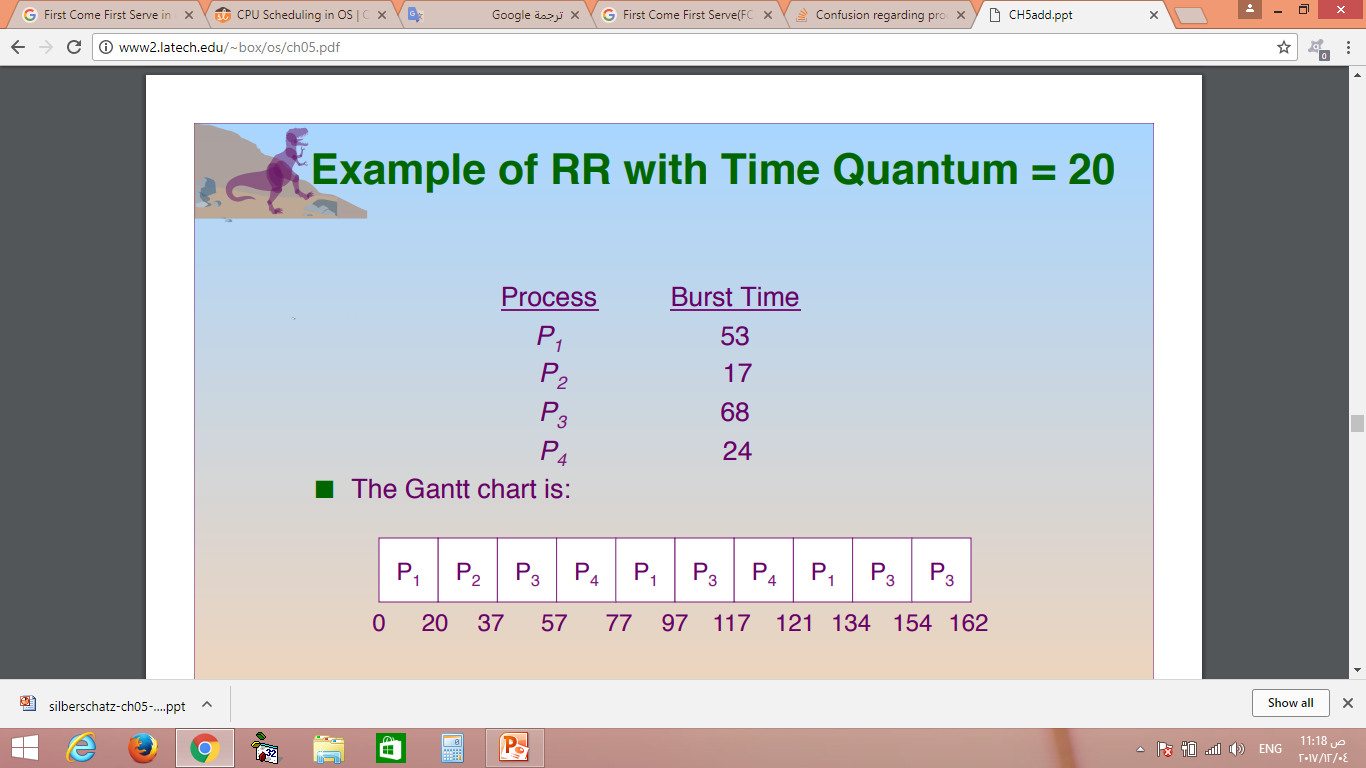 First Come First Serve in
CPU Scheduling in OS | C
ترجمة Google
First Come First Serve(FC
Confusion regarding pro
CH5add.ppt
www2.latech.edu/~box/os/ch05.pdf
0
Example of RR with Time Quantum = 20
Process Burst Time
P1 53
P2 17
P3 68
P4 24
The Gantt chart is:
P1 P2 P3 P4 P1 P3 P4 P1 P3 P3
0 20 37 57 77 97 117 121 134 154 162
silberschatz-ch05-....ppt
Show all
32
ENG
11:18 ص
٢٠١٧/١٢/٠٤